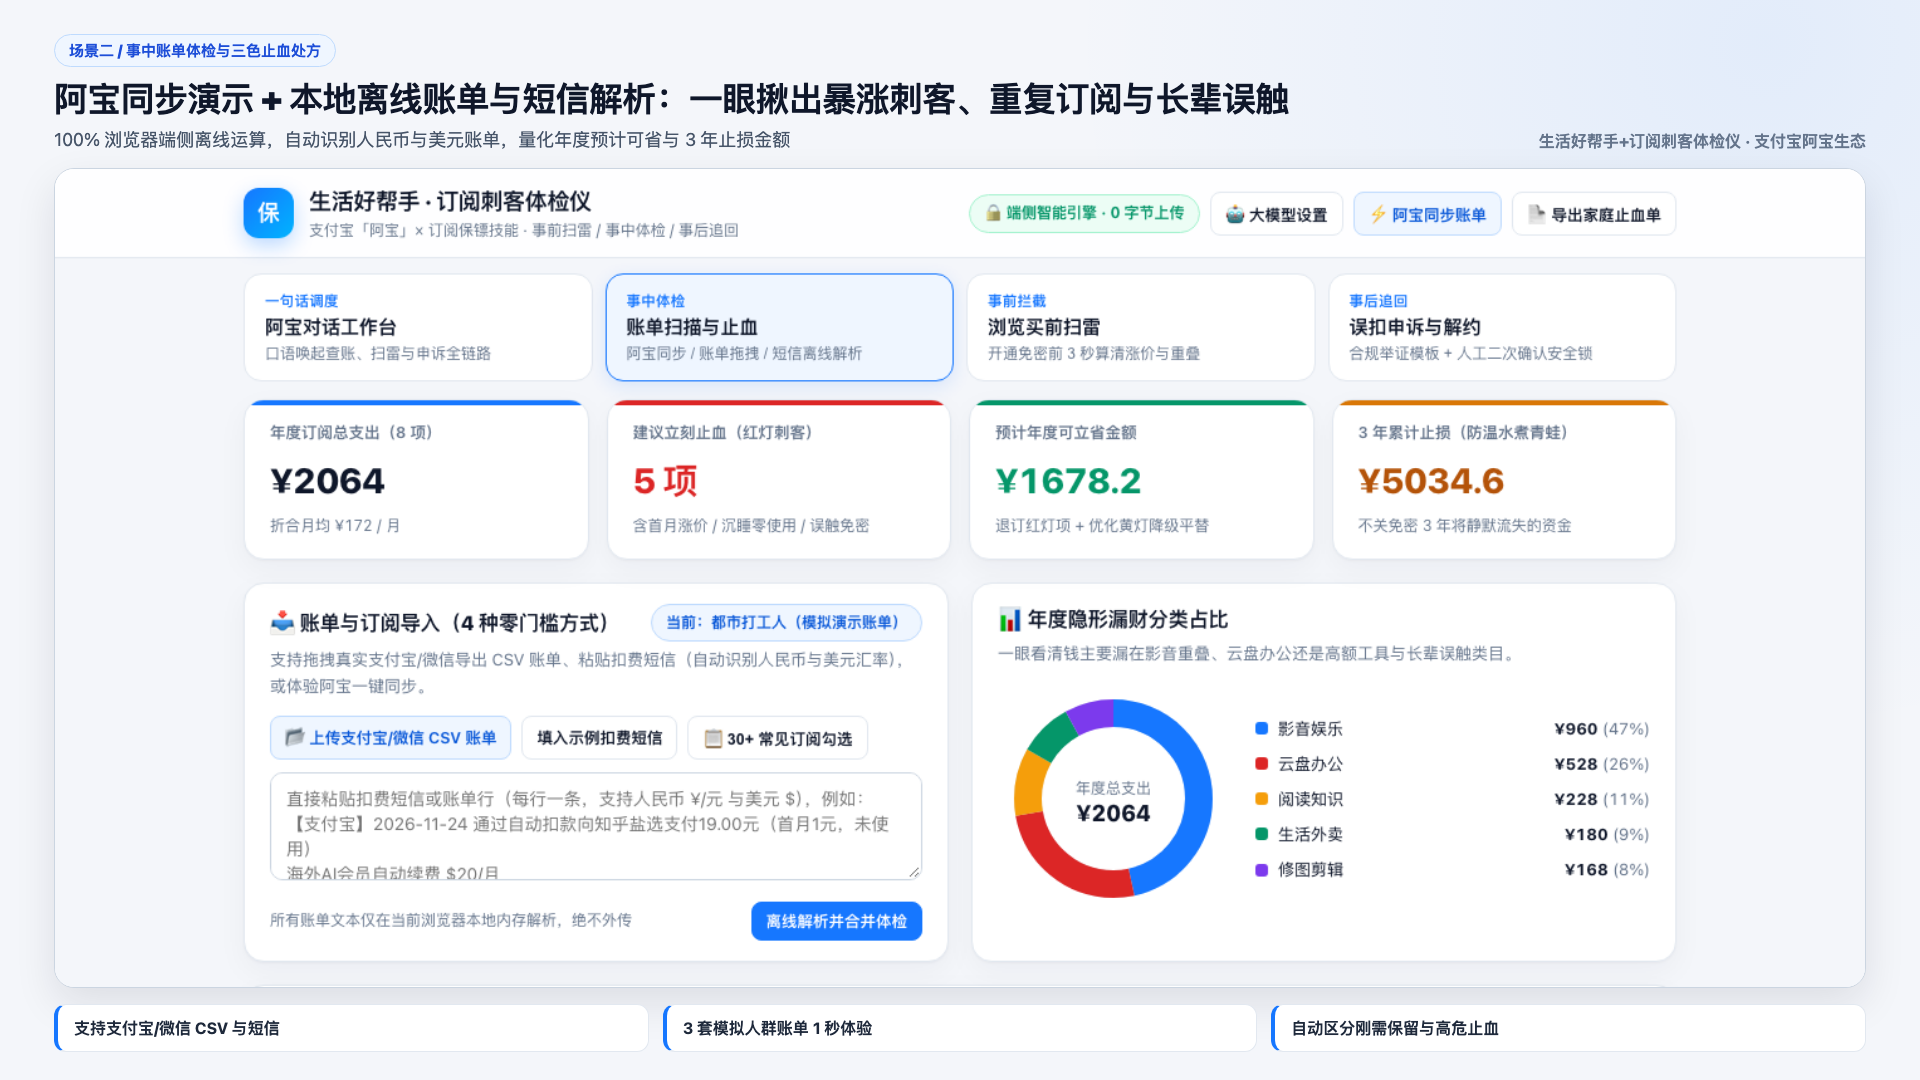 场景二 / 事中账单体检与三色止血处方
阿宝同步演示 + 本地离线账单与短信解析：一眼揪出暴涨刺客、重复订阅与长辈误触
100% 浏览器端侧离线运算，自动识别人民币与美元账单，量化年度预计可省与 3 年止损金额
生活好帮手+订阅刺客体检仪 · 支付宝阿宝生态
保
生活好帮手 · 订阅刺客体检仪
支付宝「阿宝」× 订阅保镖技能 · 事前扫雷 / 事中体检 / 事后追回
端侧智能引擎 · 0 字节上传
大模型设置
阿宝同步账单
导出家庭止血单
一句话调度
阿宝对话工作台
口语唤起查账、扫雷与申诉全链路
事中体检
账单扫描与止血
阿宝同步 / 账单拖拽 / 短信离线解析
事前拦截
浏览买前扫雷
开通免密前 3 秒算清涨价与重叠
事后追回
误扣申诉与解约
合规举证模板 + 人工二次确认安全锁
年度订阅总支出（8 项）
¥2064
折合月均 ¥172 / 月
建议立刻止血（红灯刺客）
5 项
含首月涨价 / 沉睡零使用 / 误触免密
预计年度可立省金额
¥1678.2
退订红灯项 + 优化黄灯降级平替
3 年累计止损（防温水煮青蛙）
¥5034.6
不关免密 3 年将静默流失的资金
账单与订阅导入（4 种零门槛方式）
当前：都市打工人（模拟演示账单）
支持拖拽真实支付宝/微信导出 CSV 账单、粘贴扣费短信（自动识别人民币与美元汇率），
或体验阿宝一键同步。
上传支付宝/微信 CSV 账单
填入示例扣费短信
30+ 常见订阅勾选
直接粘贴扣费短信或账单行（每行一条，支持人民币 ¥/元 与美元 $），例如：
【支付宝】2026-11-24 通过自动扣款向知乎盐选支付19.00元（首月1元，未使
用）
海外AI会员自动续费 $20/月
所有账单文本仅在当前浏览器本地内存解析，绝不外传
离线解析并合并体检
年度隐形漏财分类占比
一眼看清钱主要漏在影音重叠、云盘办公还是高额工具与长辈误触类目。
年度总支出
¥2064
影音娱乐 ¥960 (47%)
云盘办公 ¥528 (26%)
阅读知识 ¥228 (11%)
生活外卖 ¥180 (9%)
修图剪辑 ¥168 (8%)
支持支付宝/微信 CSV 与短信
3 套模拟人群账单 1 秒体验
自动区分刚需保留与高危止血